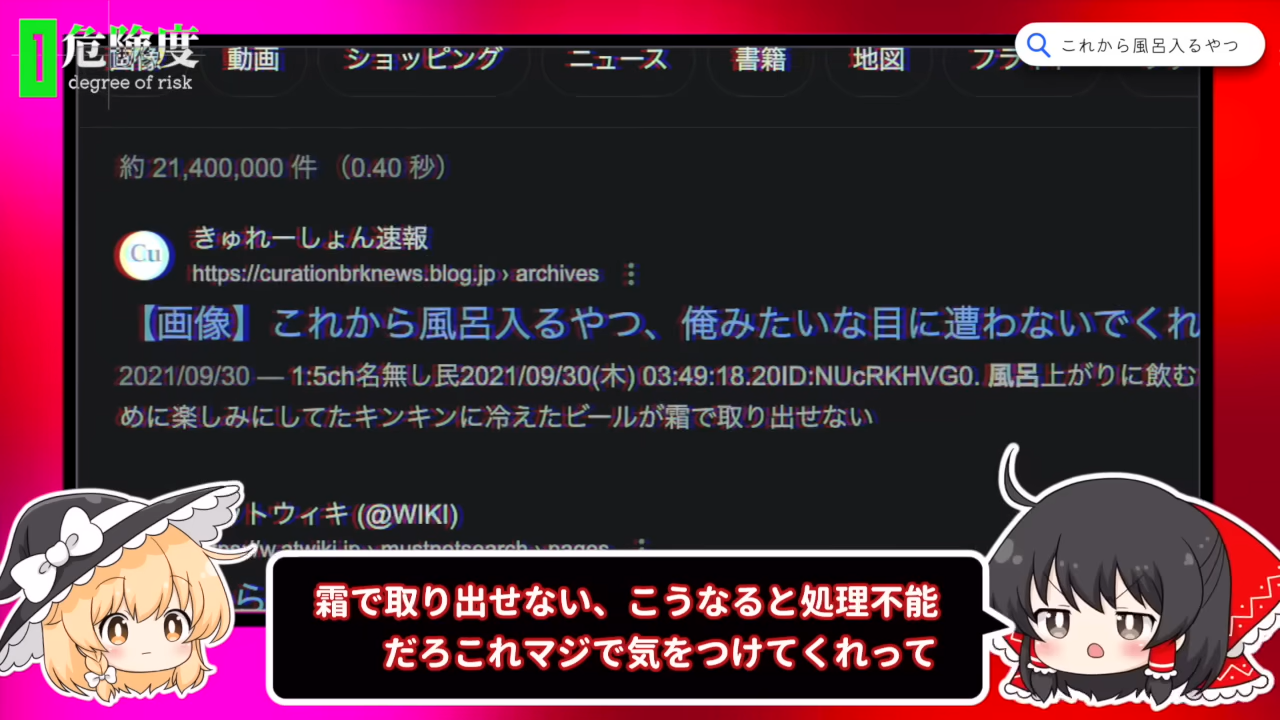 1
危険度
degree of risk
これから風呂入るやつ
画像 動画 ショッピング ニュース 書籍 地図
約 21,400,000 件 （0.40 秒）
Cu
きゅれーしょん速報
https://curationbrknews.blog.jp › archives
【画像】これから風呂入るやつ、俺みたいな目に遭わないでくれ
2021/09/30 — 1:5ch名無し民2021/09/30(木) 03:49:18.20ID:NUcRKHVG0. 風呂上がりに飲むた
めに楽しみにしてたキンキンに冷えたビールが霜で取り出せない
トウィキ (@WIKI)
霜で取り出せない、こうなると処理不能
だろこれマジで気をつけてくれって